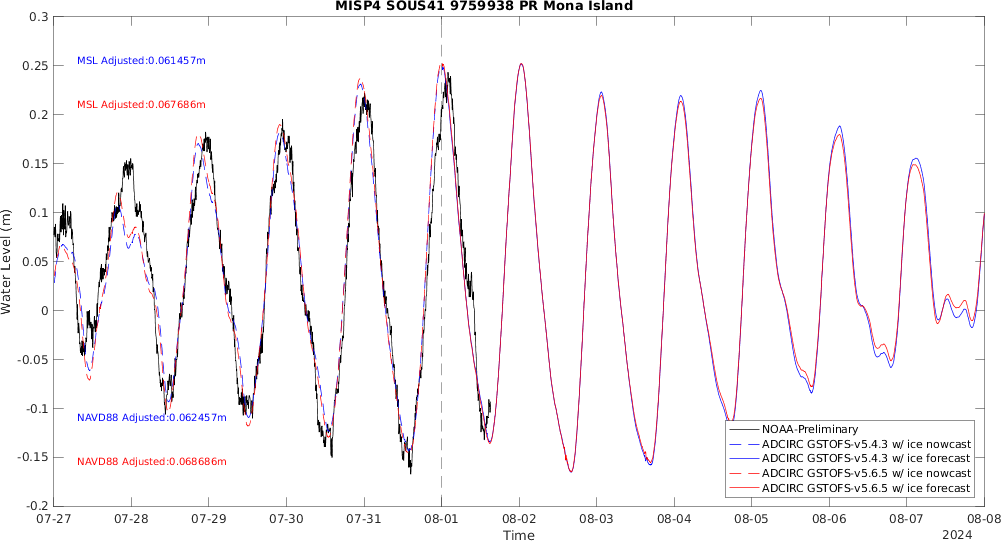 MISP4 SOUS41 9759938 PR Mona Island
0.3
0.25
0.2
0.15
0.1
0.05
0
-0.05
-0.1
-0.15
-0.2
Water Level (m)
MSL Adjusted:0.061457m
MSL Adjusted:0.067686m
NAVD88 Adjusted:0.062457m
NAVD88 Adjusted:0.068686m
NOAA-Preliminary
ADCIRC GSTOFS-v5.4.3 w/ ice nowcast
ADCIRC GSTOFS-v5.4.3 w/ ice forecast
ADCIRC GSTOFS-v5.6.5 w/ ice nowcast
ADCIRC GSTOFS-v5.6.5 w/ ice forecast
07-27 07-28 07-29 07-30 07-31 08-01 08-02 08-03 08-04 08-05 08-06 08-07 08-08
Time
2024